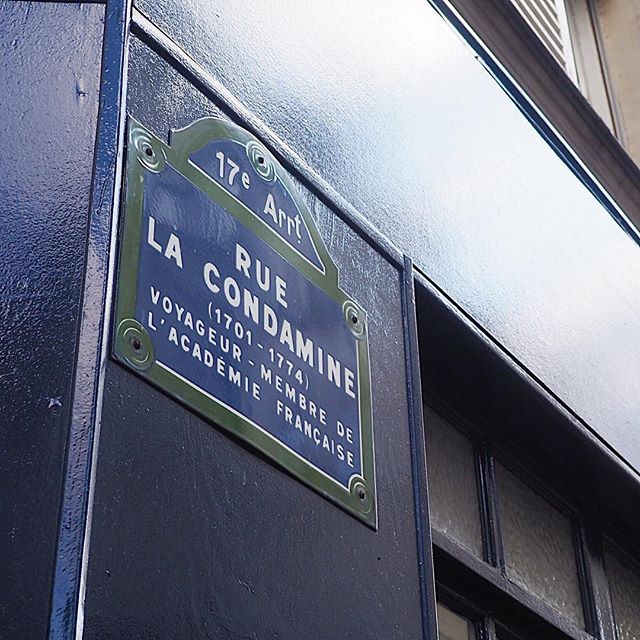 17e Arrt.
RUE
LA CONDAMINE
(1701-1774)
VOYAGEUR-MEMBRE DE
L'ACADÉMIE FRANÇAISE